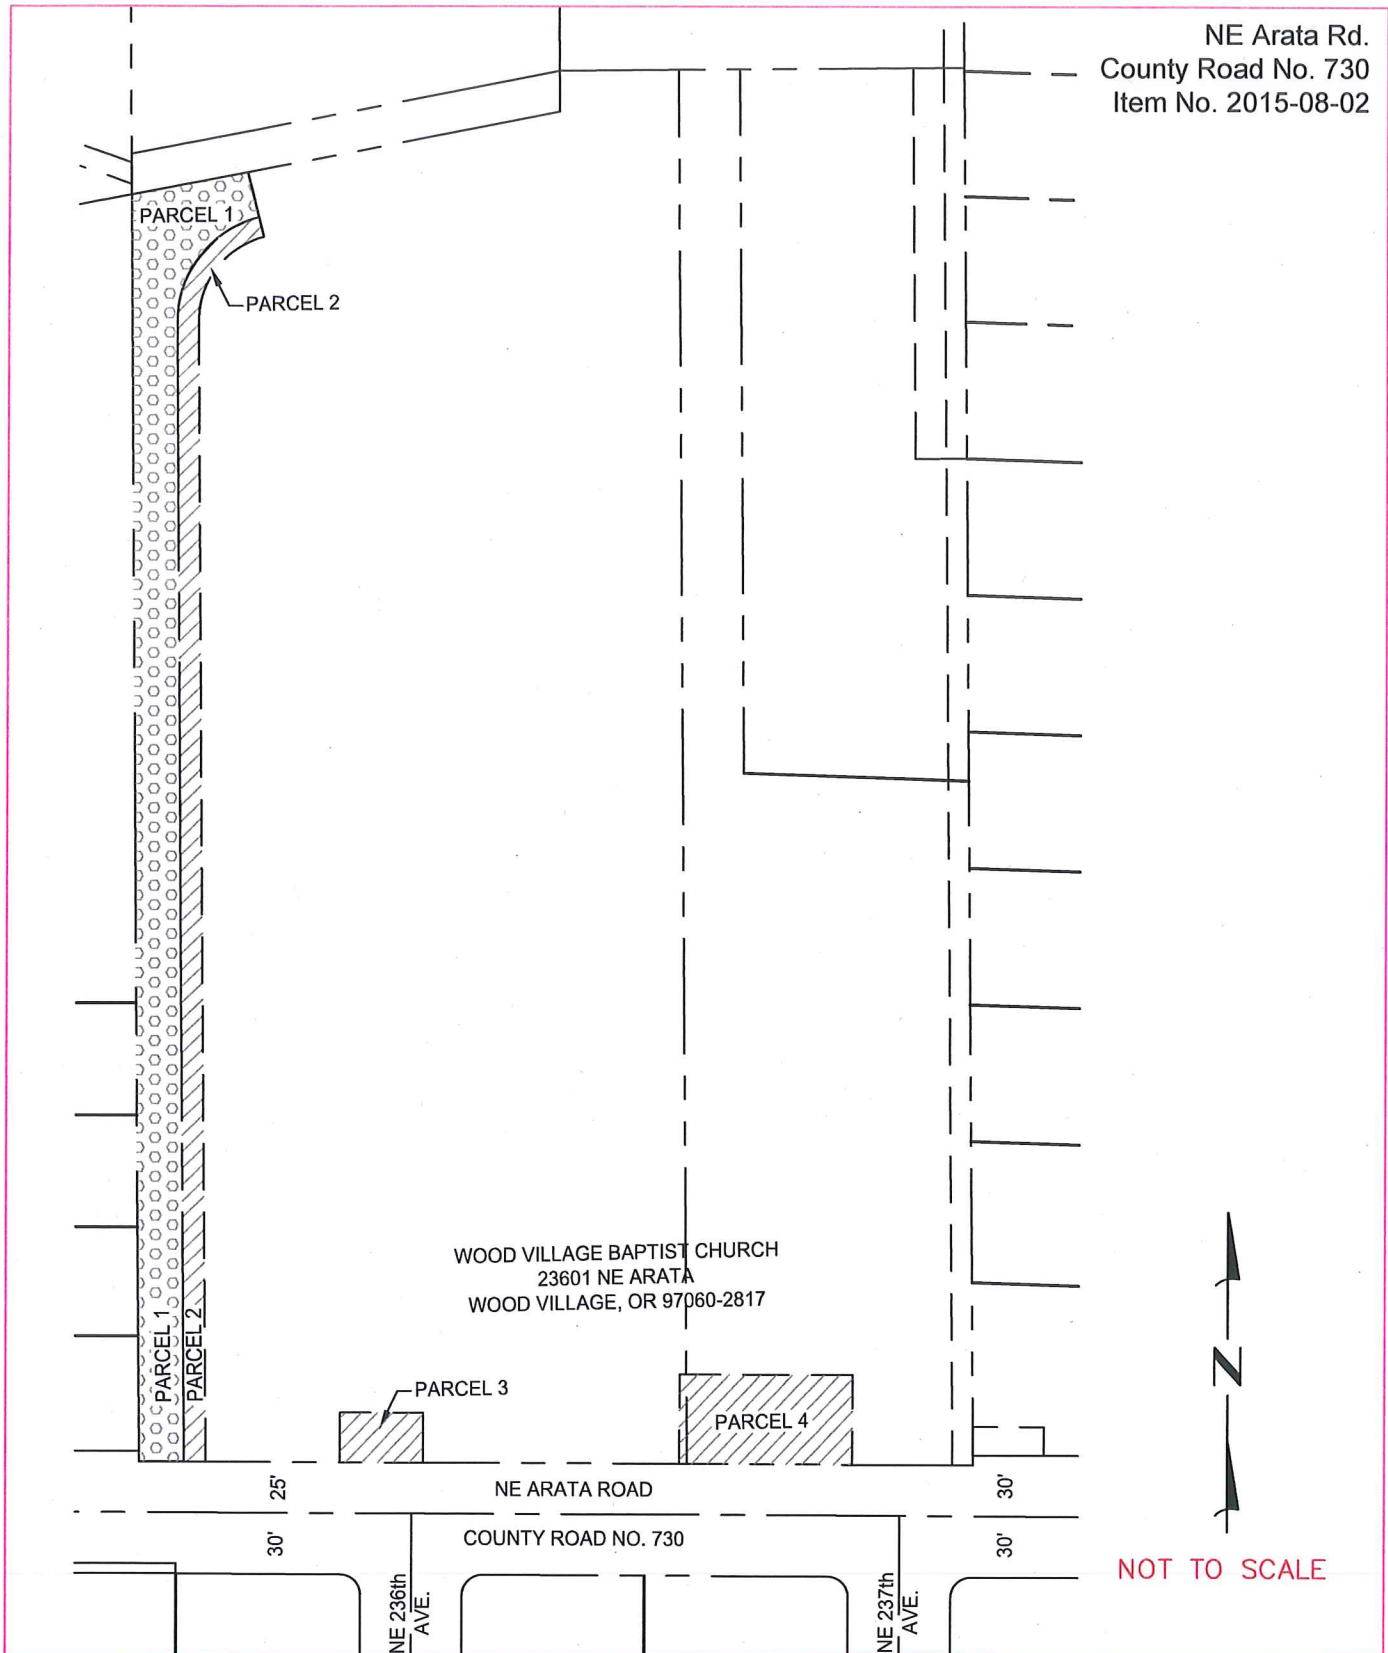 NE Arata Rd.
County Road No. 730
Item No. 2015-08-02
PARCEL 1
PARCEL 2
WOOD VILLAGE BAPTIST CHURCH
23601 NE ARATA
WOOD VILLAGE, OR 97060-2817
PARCEL 1
PARCEL 2
PARCEL 3
PARCEL 4
N
25'
NE ARATA ROAD
30'
30'
COUNTY ROAD NO. 730
30'
NOT TO SCALE
NE 236th
AVE.
NE 237th
AVE.